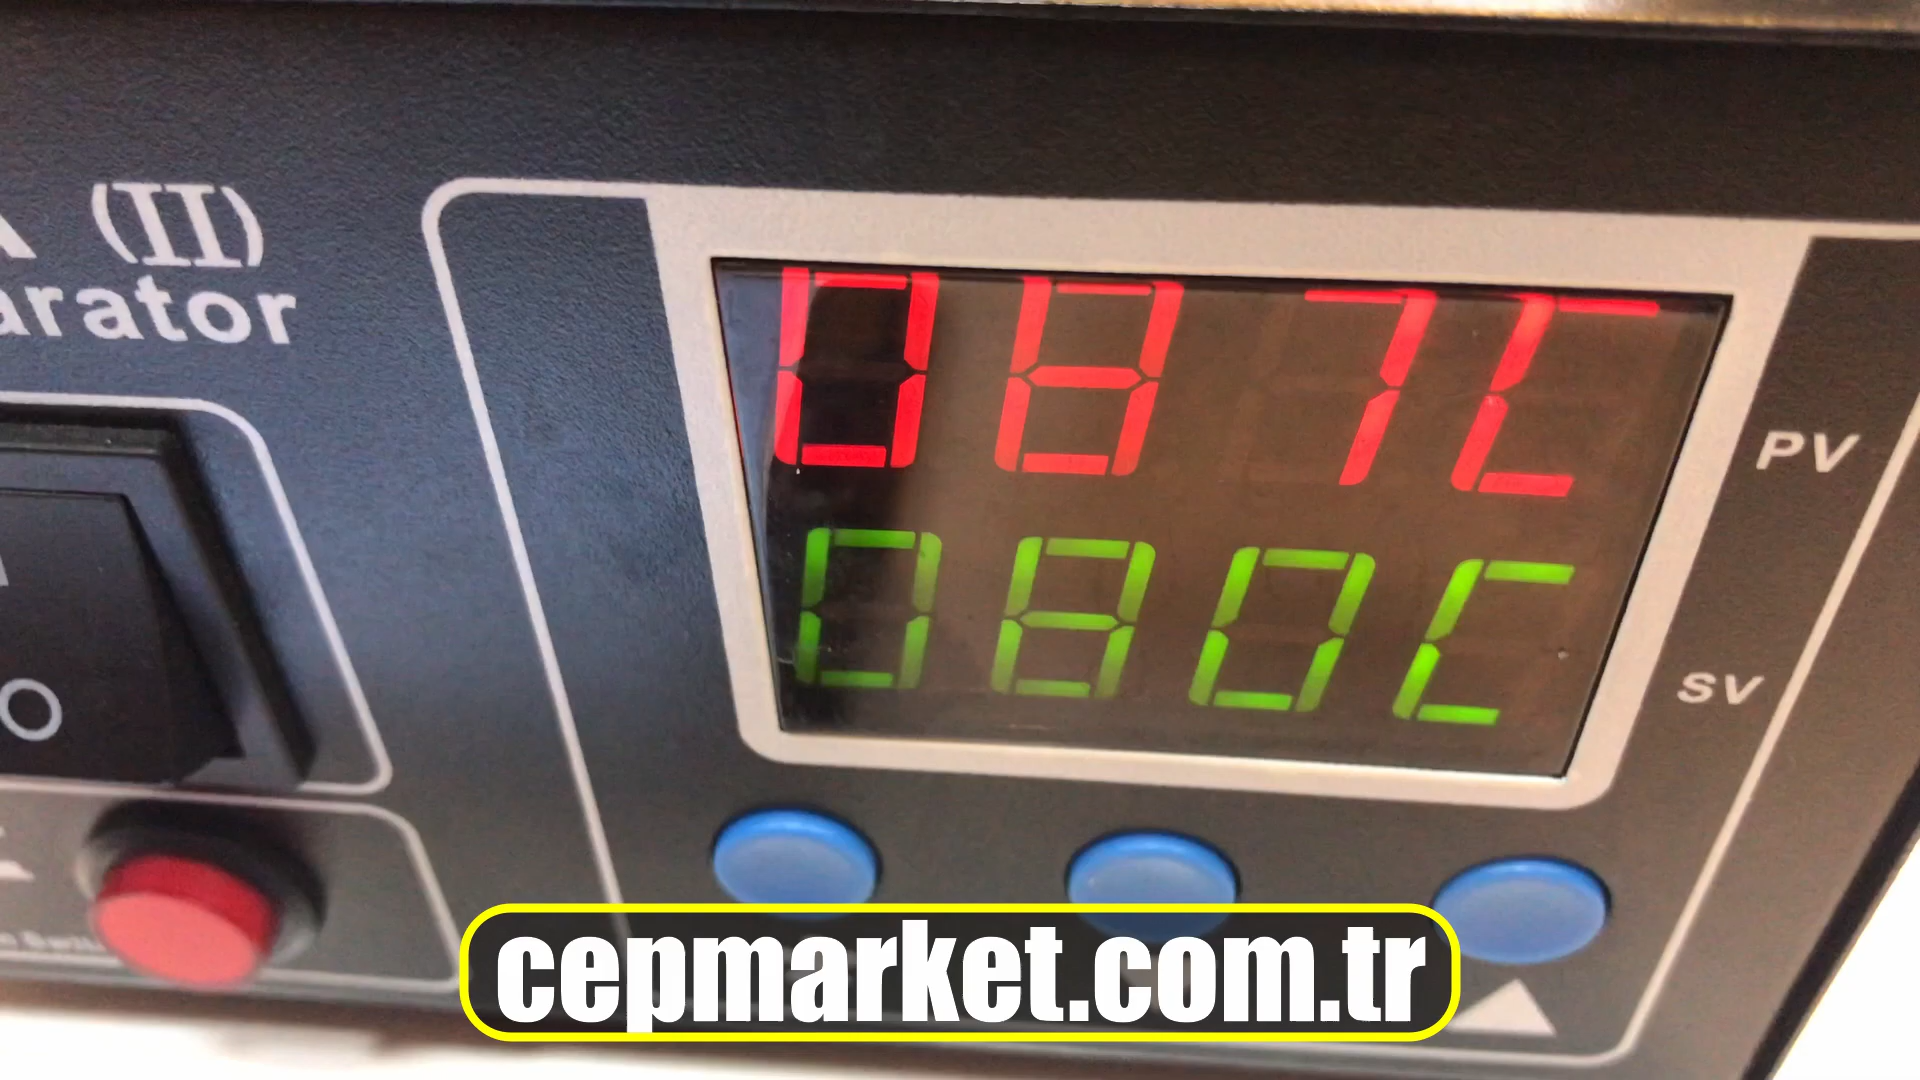 (II)
arator
087C
PV
080C
SV
O
cepmarket.com.tr